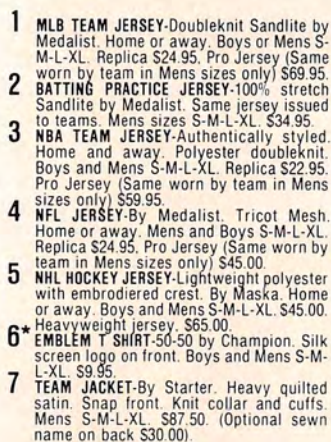 1 MLB TEAM JERSEY-Doubleknit Sandlite by
Medalist. Home or away. Boys or Mens S-
M-L-XL. Replica $24.95. Pro Jersey (Same
worn by team in Mens sizes only) $69.95.
2 BATTING PRACTICE JERSEY-100% stretch
Sandlite by Medalist. Same jersey issued
to teams. Mens sizes S-M-L-XL. $34.95.
3 NBA TEAM JERSEY-Authentically styled.
Home and away. Polyester doubleknit.
Boys and Mens S-M-L-XL. Replica $22.95.
Pro Jersey (Same worn by team in Mens
sizes only) $59.95.
4 NFL JERSEY-By Medalist. Tricot Mesh.
Home or away. Mens and Boys S-M-L-XL.
Replica $24.95. Pro Jersey (Same worn by
team in Mens sizes only) $45.00.
5 NHL HOCKEY JERSEY-Lightweight polyester
with embrodiered crest. By Maska. Home
or away. Boys and Mens S-M-L-XL. $45.00.
Heavyweight jersey. $65.00.
6* EMBLEM T SHIRT-50-50 by Champion. Silk
screen logo on front. Boys and Mens S-M-
L-XL. $9.95.
7 TEAM JACKET-By Starter. Heavy quilted
satin. Snap front. Knit collar and cuffs.
Mens S-M-L-XL. $87.50. (Optional sewn
name on back $30.00).